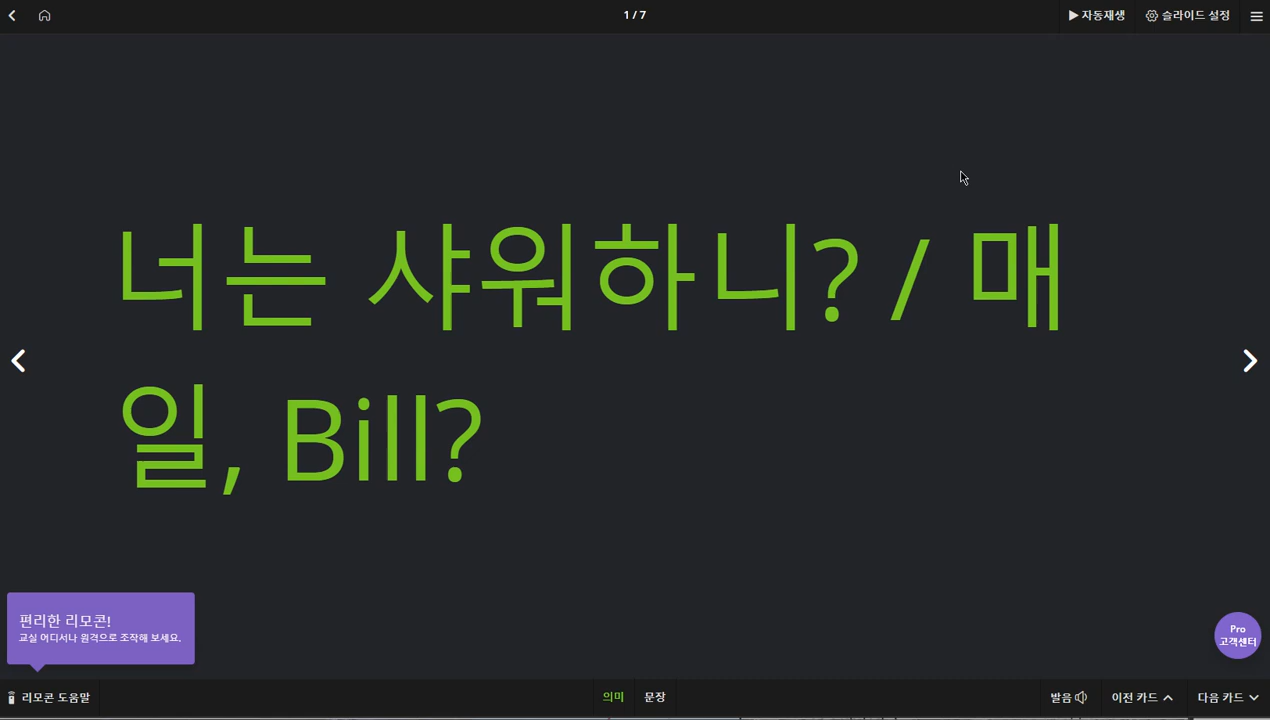 1 / 7
자동재생
슬라이드 설정
너는 샤워하니? / 매
일, Bill?
편리한 리모콘!
교실 어디서나 원격으로 조작해 보세요.
Pro
고객센터
리모콘 도움말
의미
문장
발음
이전 카드
다음 카드